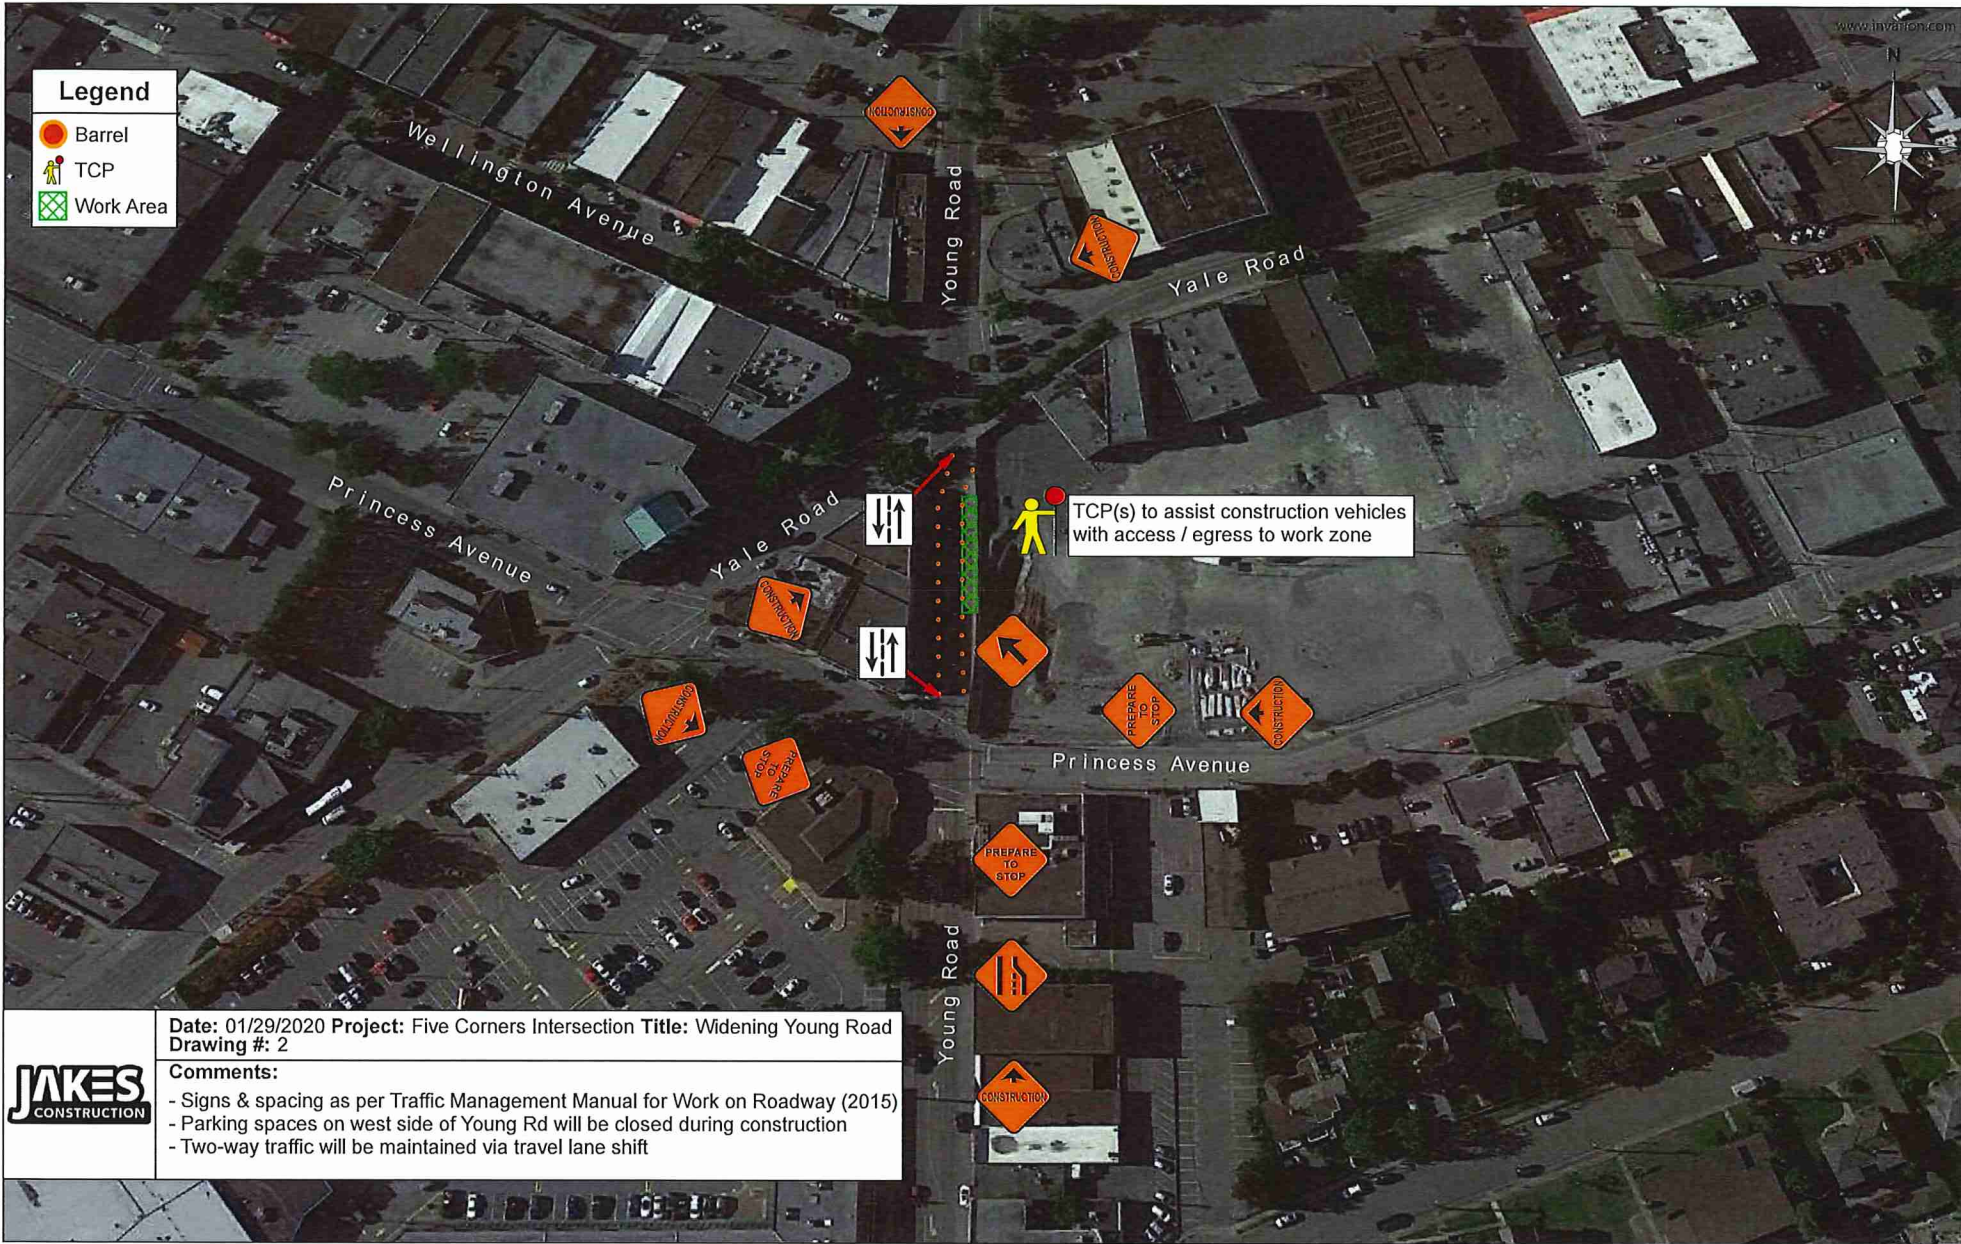 www.invarion.com
N
Legend
Barrel
TCP
Work Area
CONSTRUCTION
Wellington Avenue
Young Road
CONSTRUCTION
Yale Road
Princess Avenue
Yale Road
TCP(s) to assist construction vehicles
with access / egress to work zone
CONSTRUCTION
CONSTRUCTION
PREPARE
TO
STOP
PREPARE
TO
STOP
CONSTRUCTION
Princess Avenue
PREPARE
TO
STOP
Young Road
CONSTRUCTION
JAKES
CONSTRUCTION
Date: 01/29/2020 Project: Five Corners Intersection Title: Widening Young Road
Drawing #: 2
Comments:
- Signs & spacing as per Traffic Management Manual for Work on Roadway (2015)
- Parking spaces on west side of Young Rd will be closed during construction
- Two-way traffic will be maintained via travel lane shift